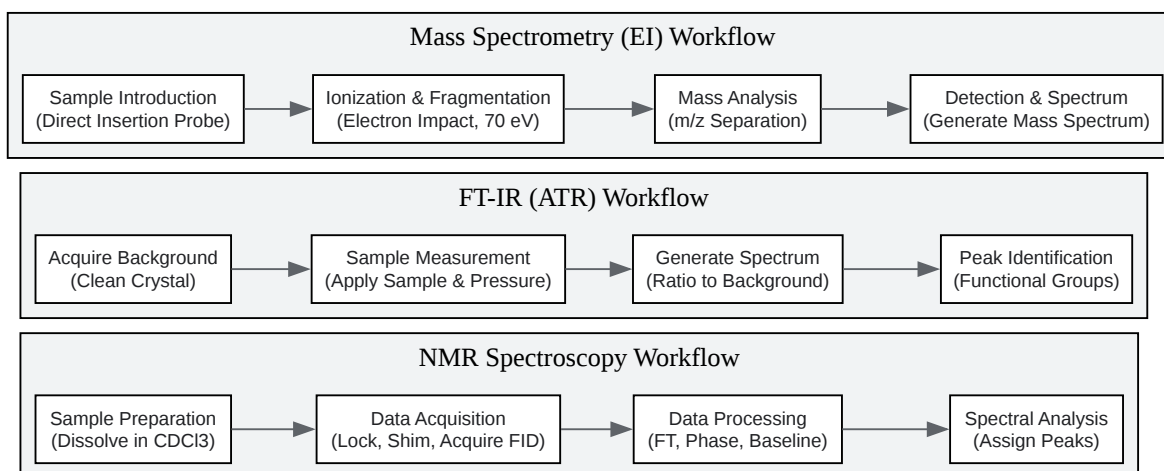 Mass Spectrometry (EI) Workflow
Sample Introduction
(Direct Insertion Probe)
Ionization & Fragmentation
(Electron Impact, 70 eV)
Mass Analysis
(m/z Separation)
Detection & Spectrum
(Generate Mass Spectrum)
FT-IR (ATR) Workflow
Acquire Background
(Clean Crystal)
Sample Measurement
(Apply Sample & Pressure)
Generate Spectrum
(Ratio to Background)
Peak Identification
(Functional Groups)
NMR Spectroscopy Workflow
Sample Preparation
(Dissolve in CDCl3)
Data Acquisition
(Lock, Shim, Acquire FID)
Data Processing
(FT, Phase, Baseline)
Spectral Analysis
(Assign Peaks)